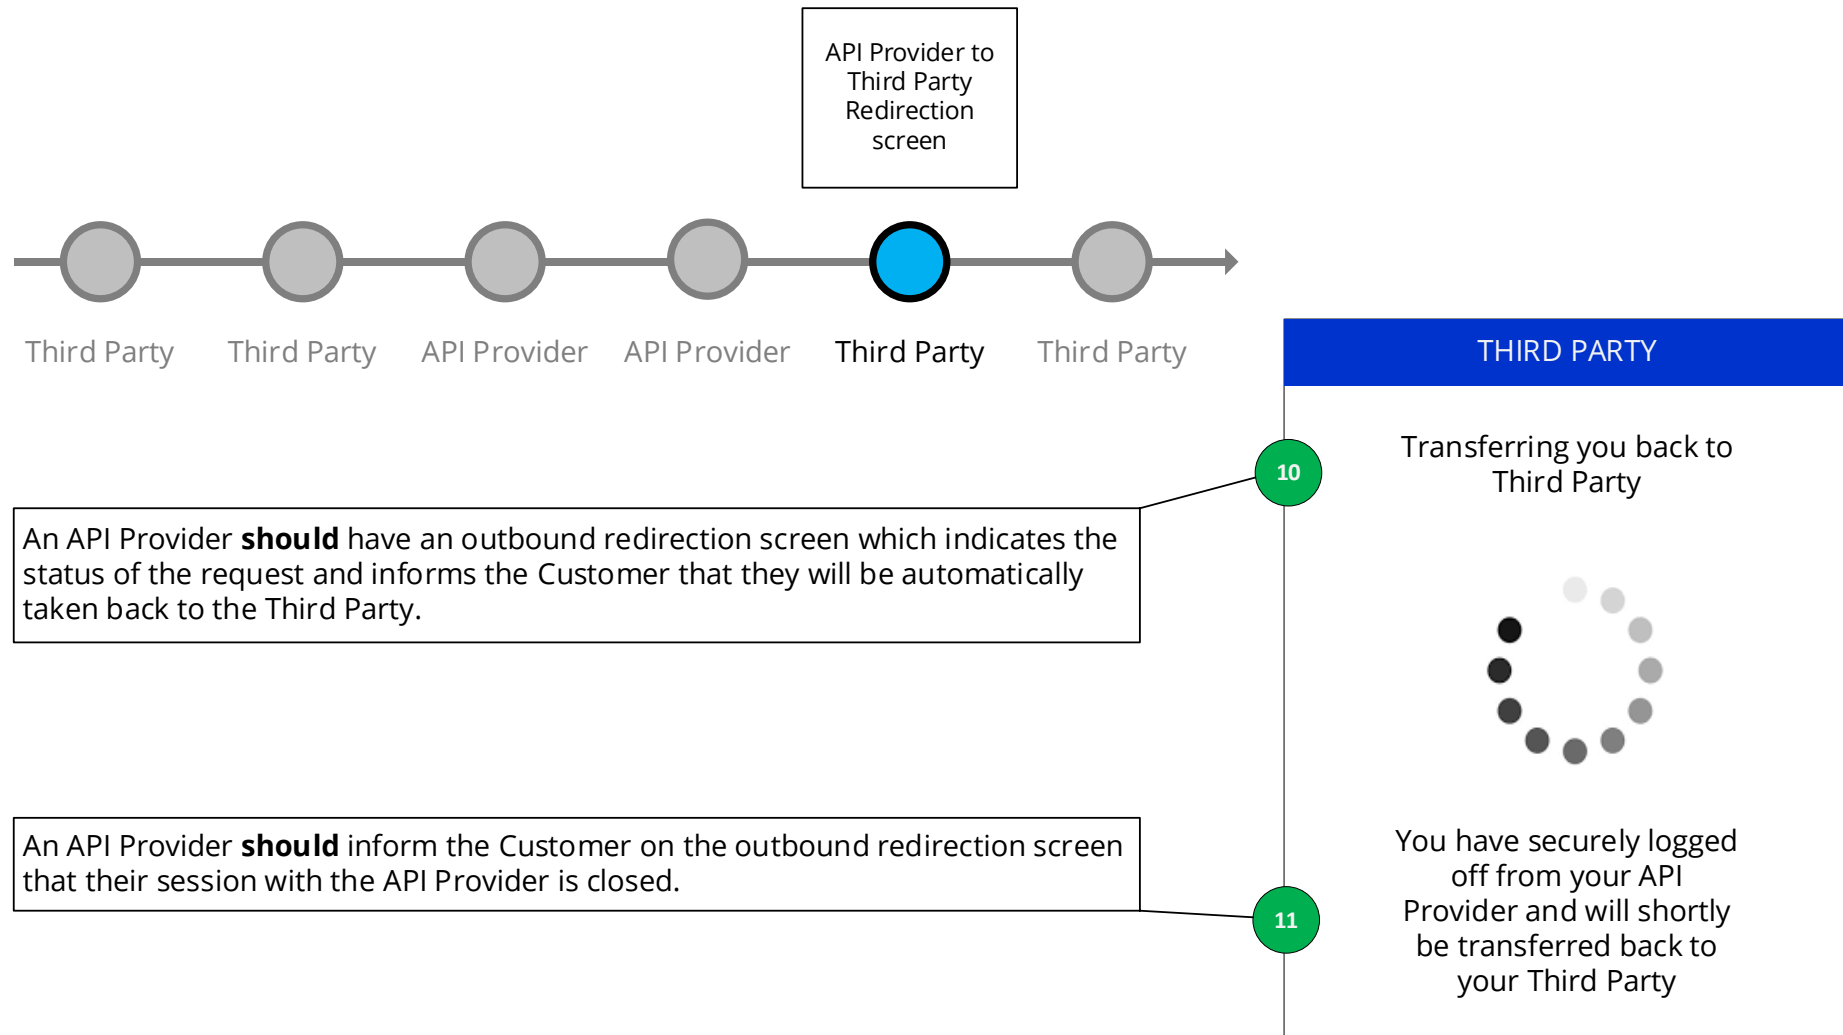 API Provider to
Third Party
Redirection
screen
Third Party
Third Party
API Provider
API Provider
Third Party
Third Party
THIRD PARTY
10
Transferring you back to
Third Party
An API Provider should have an outbound redirection screen which indicates the
status of the request and informs the Customer that they will be automatically
taken back to the Third Party.
An API Provider should inform the Customer on the outbound redirection screen
that their session with the API Provider is closed.
11
You have securely logged
off from your API
Provider and will shortly
be transferred back to
your Third Party